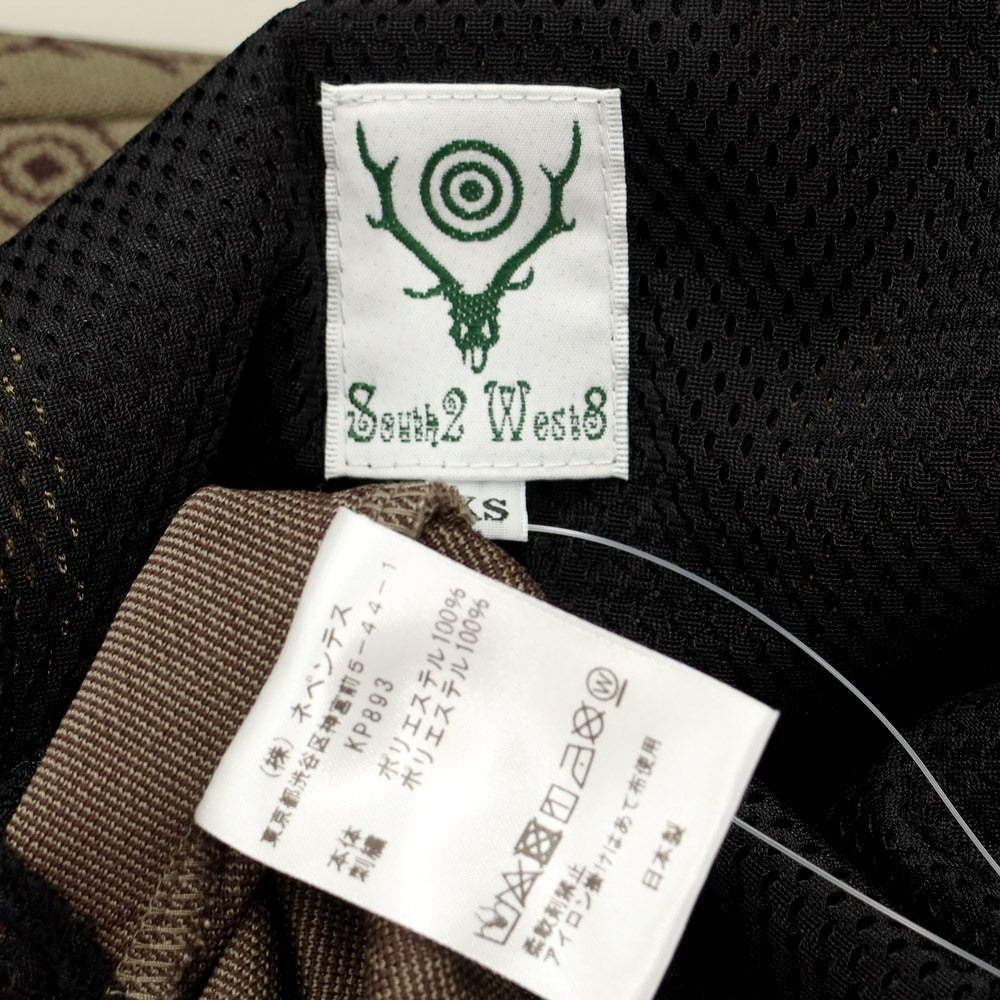 South2 West8
XS
(株) ネペンテス
東京都渋谷区神宮前5-44-1
KP893
本体 ポリエステル100%
刺繍 ポリエステル100%
W
柔軟剤禁止
アイロン掛けはあて布使用
日本製